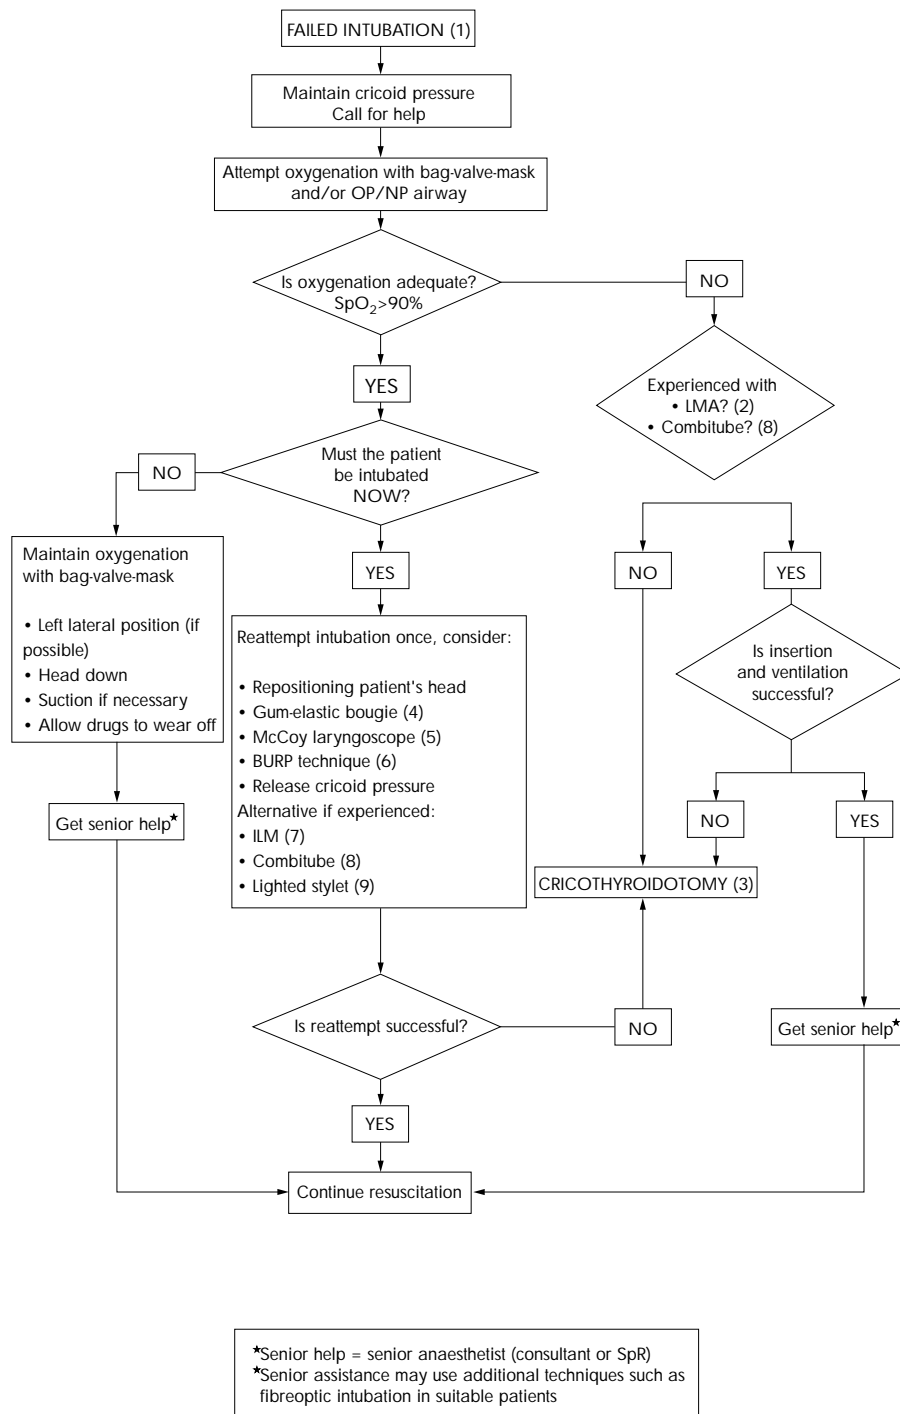 FAILED INTUBATION (1)
Maintain cricoid pressure
Call for help
Attempt oxygenation with bag-valve-mask
and/or OP/NP airway
Is oxygenation adequate?
SpO2>90%
NO
YES
Experienced with
• LMA? (2)
• Combitube? (8)
Must the patient
be intubated
NOW?
NO
YES
NO
YES
Maintain oxygenation
with bag-valve-mask
• Left lateral position (if
possible)
• Head down
• Suction if necessary
• Allow drugs to wear off
Reattempt intubation once, consider:
• Repositioning patient's head
• Gum-elastic bougie (4)
• McCoy laryngoscope (5)
• BURP technique (6)
• Release cricoid pressure
Alternative if experienced:
• ILM (7)
• Combitube (8)
• Lighted stylet (9)
Is insertion
and ventilation
successful?
NO
YES
Get senior help★
CRICOTHYROIDOTOMY (3)
Is reattempt successful?
NO
Get senior help★
YES
Continue resuscitation
★Senior help = senior anaesthetist (consultant or SpR)
★Senior assistance may use additional techniques such as
fibreoptic intubation in suitable patients